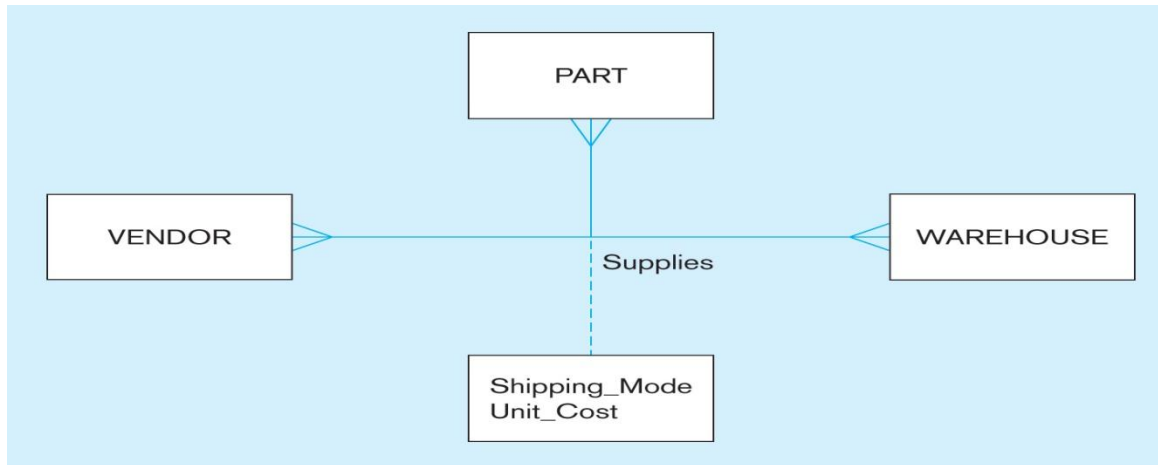 PART
VENDOR
WAREHOUSE
Supplies
Shipping_Mode
Unit_Cost